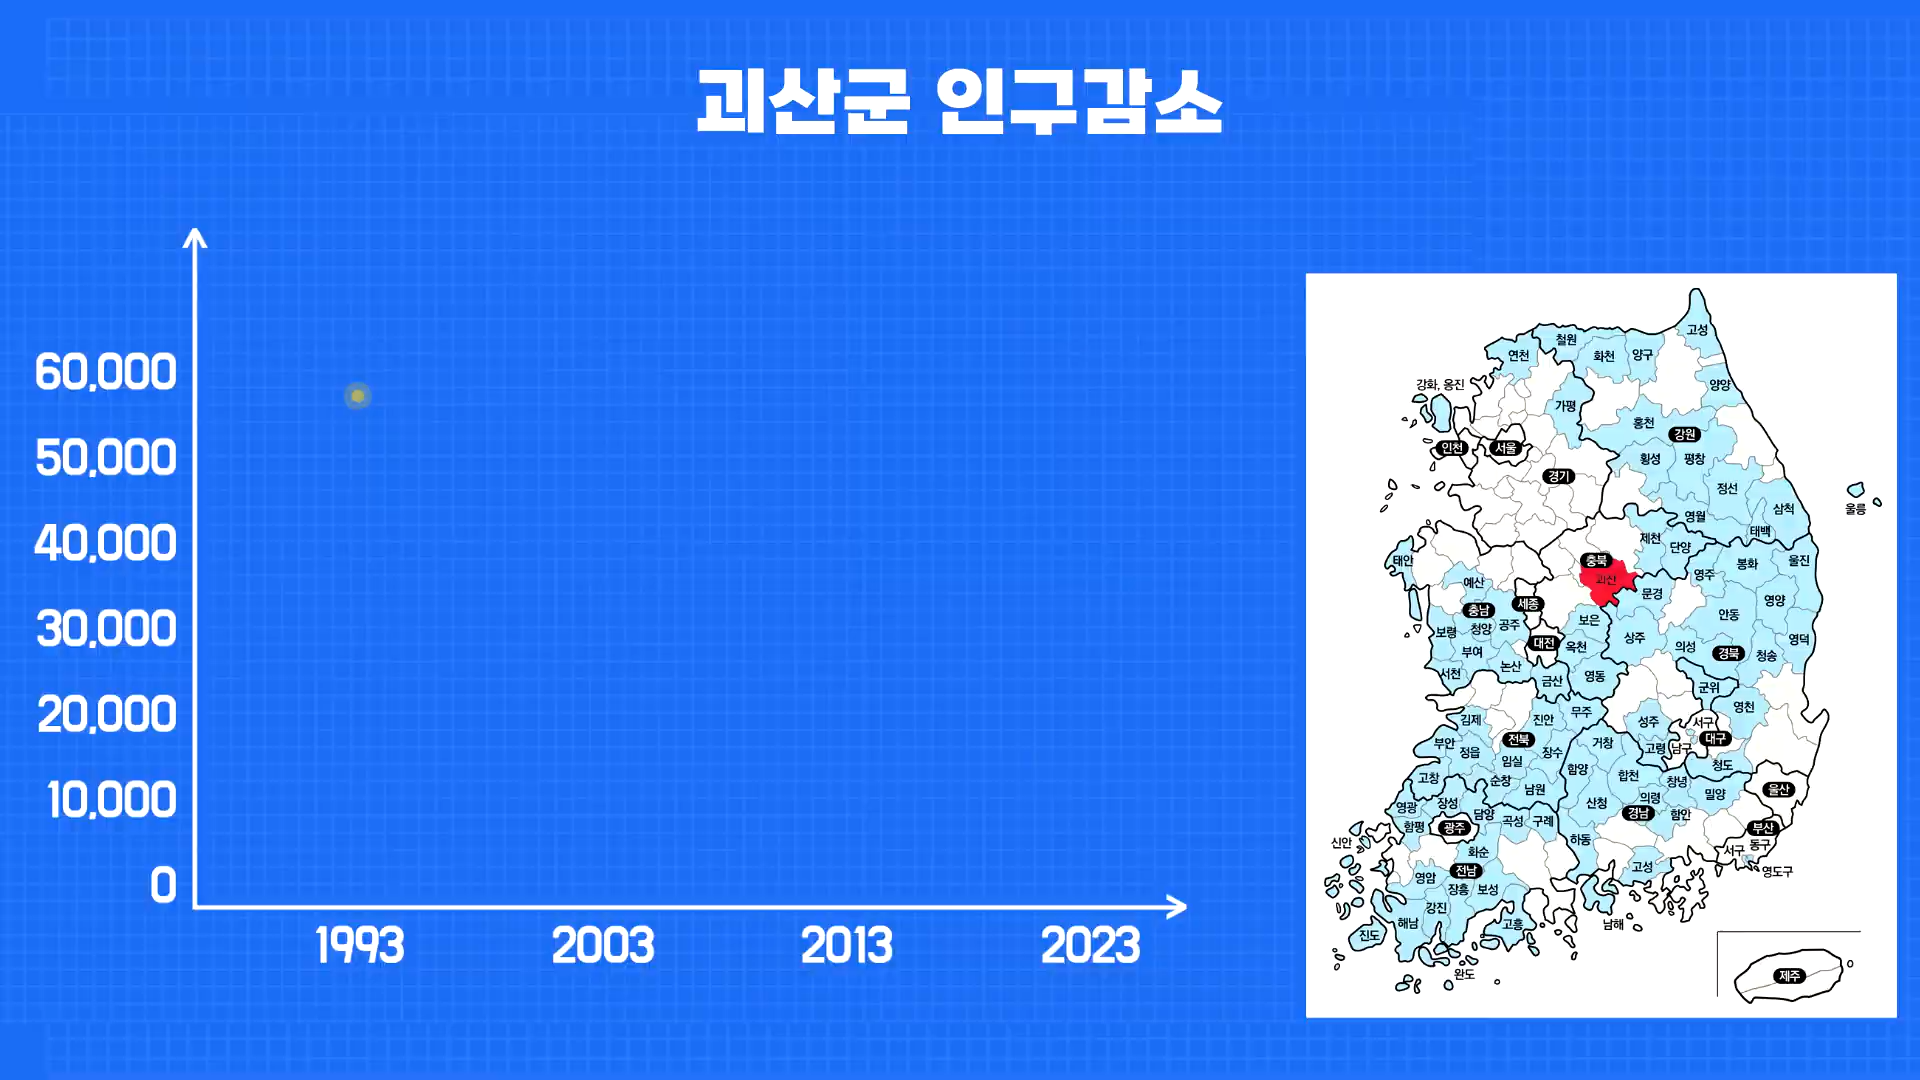 괴산군 인구감소
60,000
50,000
40,000
30,000
20,000
10,000
0
1993 2003 2013 2023
고성
철원
연천 화천 양구
강화, 옹진 양양
가평
홍천
강원
인천 서울
횡성 평창
경기
정선
울릉
삼척
영월
태백
제천
단양
태안 충북 봉화 울진
영주
예산 괴산
문경
세종 영양
충남 안동
보은
청양 공주
보령 상주 영덕
대전 옥천 의성
부여 경북 청송
논산
서천 금산 영동
군위
영천
무주
김제 진안 성주 서구
전북 대구
부안 거창
정읍 장수 고령 남구
임실 청도
함양 합천
고창 순창 창녕
남원 울산
밀양
의령
영광 장성 산청
담양 경남 함안
곡성 구례
함평 광주 부산
신안 하동 동구
화순 서구
고성
전남 영도구
영암
장흥 보성
강진
해남 고흥 남해
진도
완도
제주